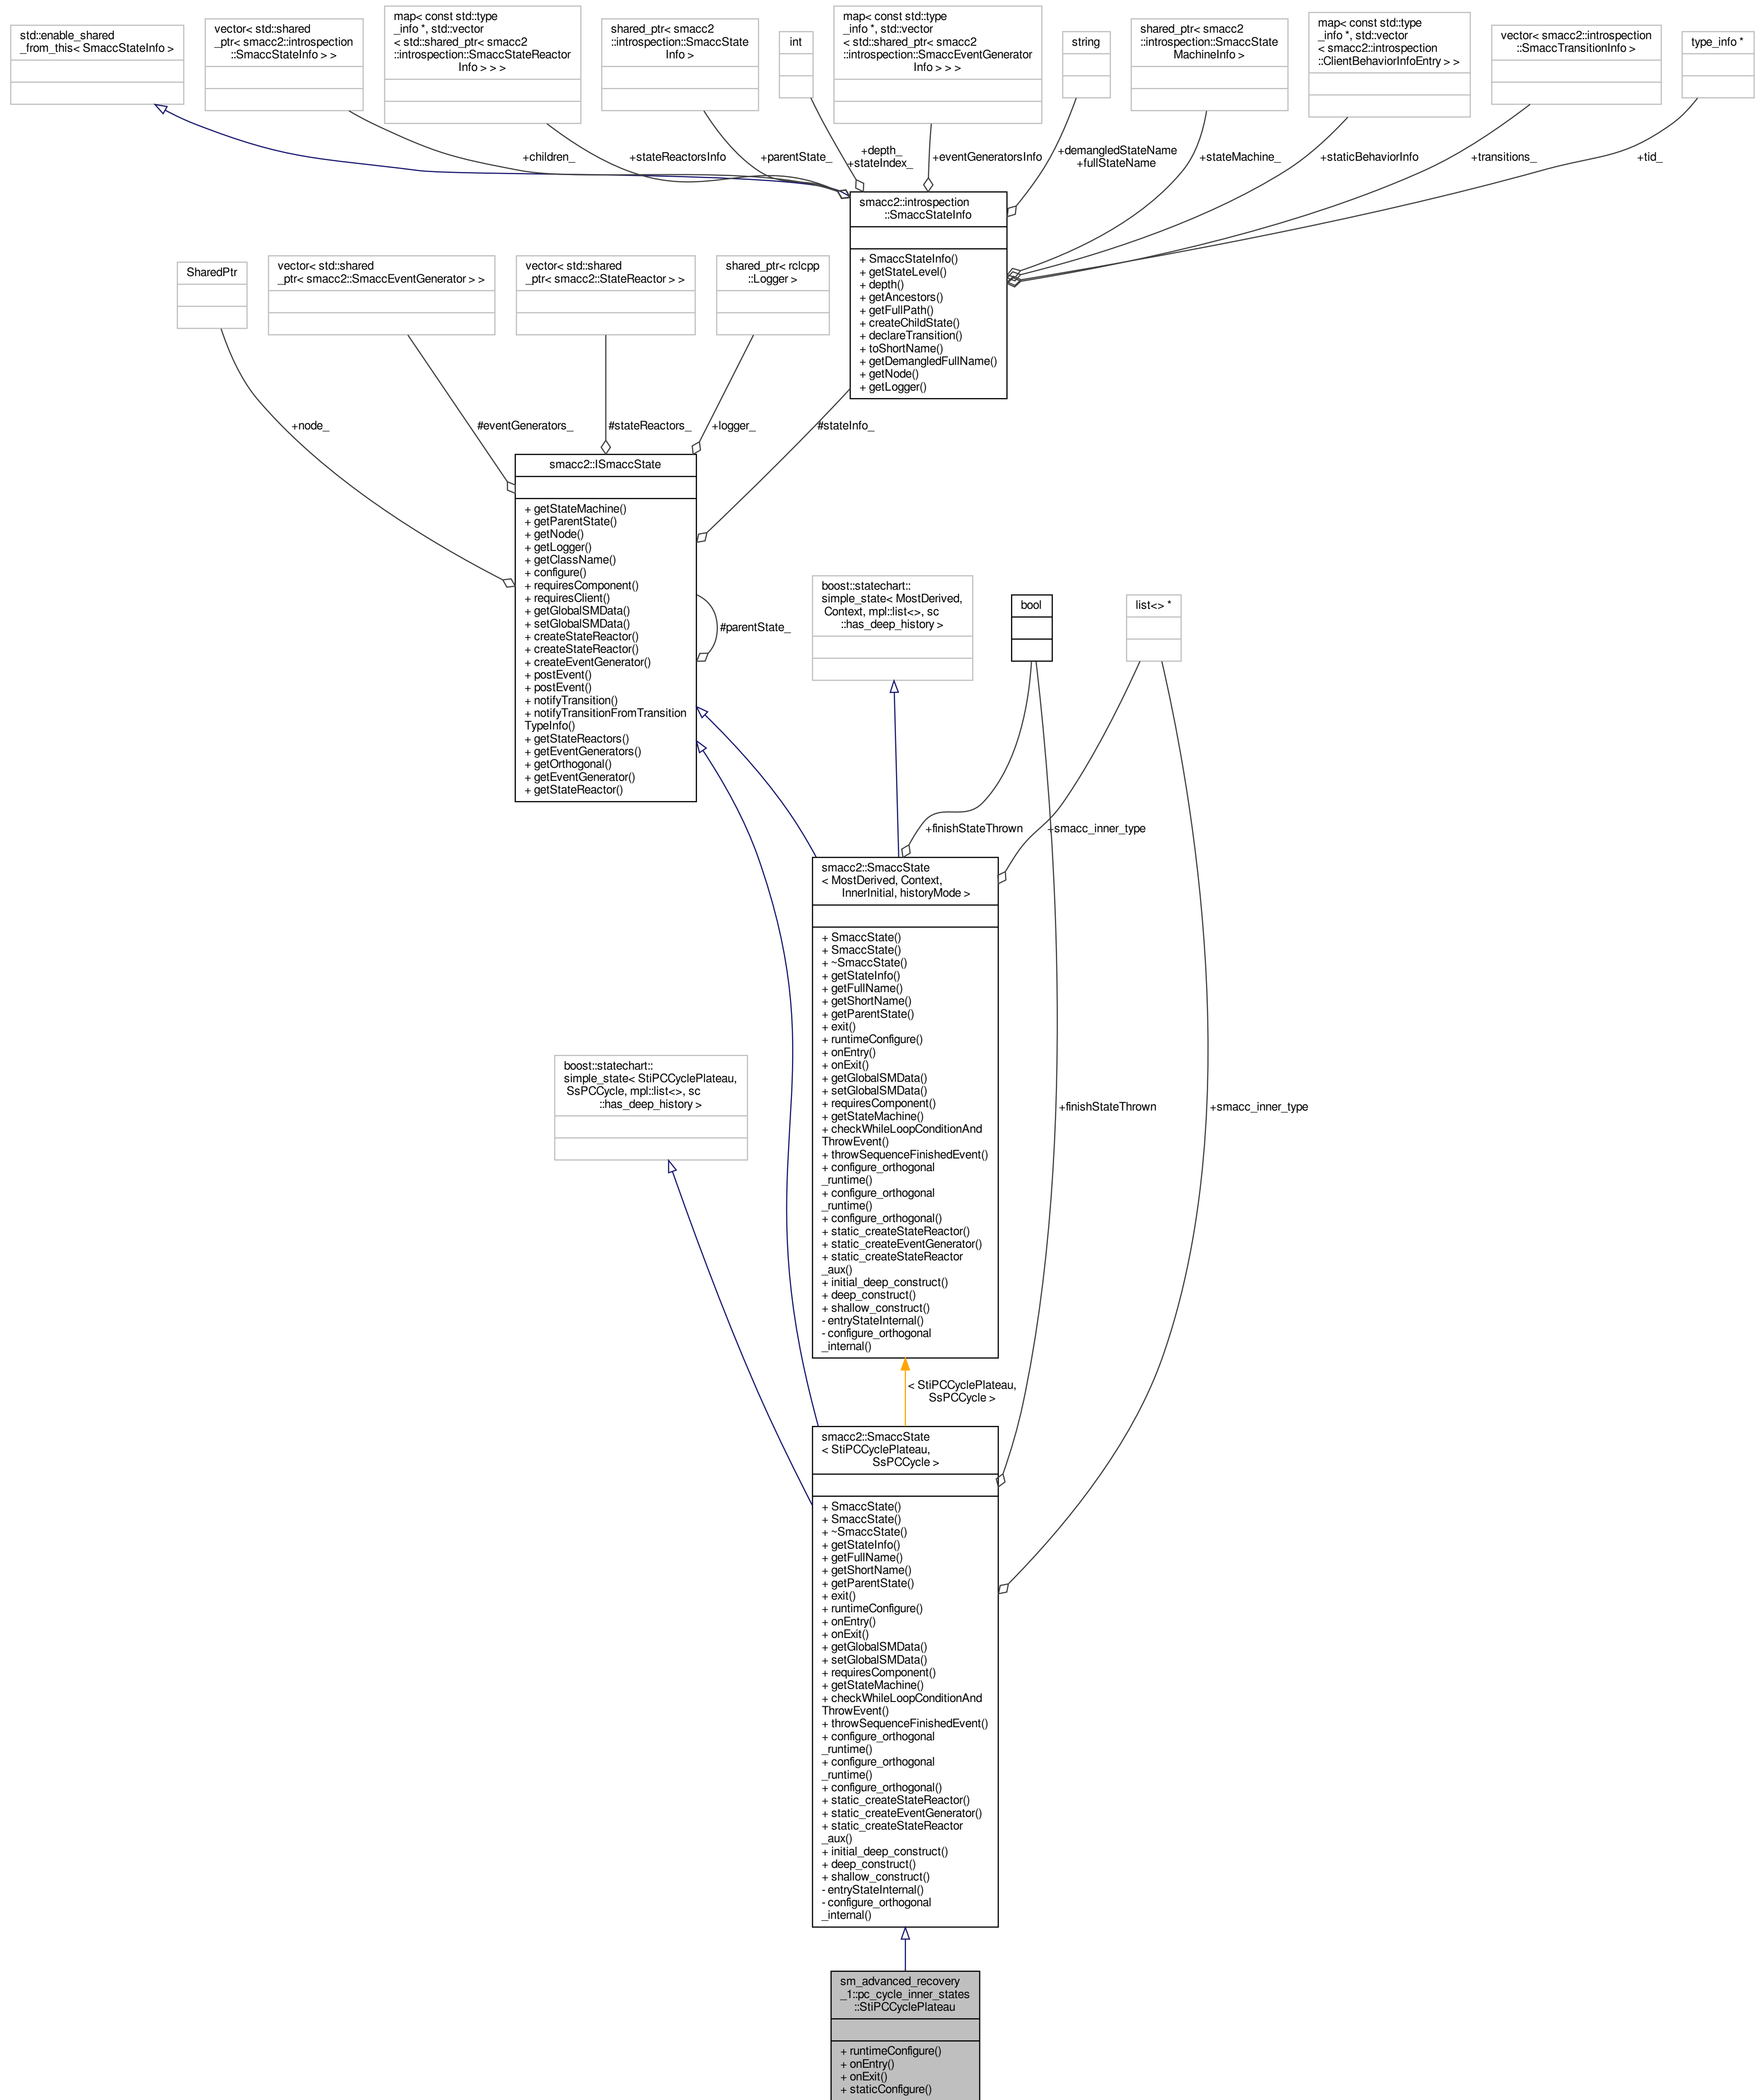 std::enable_shared
_from_this< SmaccStateInfo >
vector< std::shared
_ptr< smacc2::introspection
::SmaccStateInfo > >
map< const std::type
_info *, std::vector
< std::shared_ptr< smacc2
::introspection::SmaccStateReactor
Info > > >
shared_ptr< smacc2
::introspection::SmaccState
Info >
int
map< const std::type
_info *, std::vector
< std::shared_ptr< smacc2
::introspection::SmaccEventGenerator
Info > > >
string
shared_ptr< smacc2
::introspection::SmaccState
MachineInfo >
map< const std::type
_info *, std::vector
< smacc2::introspection
::ClientBehaviorInfoEntry > >
vector< smacc2::introspection
::SmaccTransitionInfo >
type_info *
+children_
+stateReactorsInfo
+parentState_
+depth_
+stateIndex_
+eventGeneratorsInfo
+demangledStateName
+fullStateName
+stateMachine_
+staticBehaviorInfo
+transitions_
+tid_
smacc2::introspection
::SmaccStateInfo
+ SmaccStateInfo()
+ getStateLevel()
+ depth()
+ getAncestors()
+ getFullPath()
+ createChildState()
+ declareTransition()
+ toShortName()
+ getDemangledFullName()
+ getNode()
+ getLogger()
SharedPtr
vector< std::shared
_ptr< smacc2::SmaccEventGenerator > >
vector< std::shared
_ptr< smacc2::StateReactor > >
shared_ptr< rclcpp
::Logger >
+node_
#eventGenerators_
#stateReactors_
+logger_
#stateInfo_
smacc2::ISmaccState
+ getStateMachine()
+ getParentState()
+ getNode()
+ getLogger()
+ getClassName()
+ configure()
+ requiresComponent()
+ requiresClient()
+ getGlobalSMData()
+ setGlobalSMData()
+ createStateReactor()
+ createStateReactor()
+ createEventGenerator()
+ postEvent()
+ postEvent()
+ notifyTransition()
+ notifyTransitionFromTransition
TypeInfo()
+ getStateReactors()
+ getEventGenerators()
+ getOrthogonal()
+ getEventGenerator()
+ getStateReactor()
#parentState_
boost::statechart::
simple_state< MostDerived,
Context, mpl::list<>, sc
::has_deep_history >
bool
list<> *
+finishStateThrown
+smacc_inner_type
smacc2::SmaccState
< MostDerived, Context,
InnerInitial, historyMode >
+ SmaccState()
+ SmaccState()
+ ~SmaccState()
+ getStateInfo()
+ getFullName()
+ getShortName()
+ getParentState()
+ exit()
+ runtimeConfigure()
+ onEntry()
+ onExit()
+ getGlobalSMData()
+ setGlobalSMData()
+ requiresComponent()
+ getStateMachine()
+ checkWhileLoopConditionAnd
ThrowEvent()
+ throwSequenceFinishedEvent()
+ configure_orthogonal
_runtime()
+ configure_orthogonal
_runtime()
+ configure_orthogonal()
+ static_createStateReactor()
+ static_createEventGenerator()
+ static_createStateReactor
_aux()
+ initial_deep_construct()
+ deep_construct()
+ shallow_construct()
- entryStateInternal()
- configure_orthogonal
_internal()
boost::statechart::
simple_state< StiPCCyclePlateau,
SsPCCycle, mpl::list<>, sc
::has_deep_history >
+finishStateThrown
+smacc_inner_type
< StiPCCyclePlateau,
SsPCCycle >
smacc2::SmaccState
< StiPCCyclePlateau,
SsPCCycle >
+ SmaccState()
+ SmaccState()
+ ~SmaccState()
+ getStateInfo()
+ getFullName()
+ getShortName()
+ getParentState()
+ exit()
+ runtimeConfigure()
+ onEntry()
+ onExit()
+ getGlobalSMData()
+ setGlobalSMData()
+ requiresComponent()
+ getStateMachine()
+ checkWhileLoopConditionAnd
ThrowEvent()
+ throwSequenceFinishedEvent()
+ configure_orthogonal
_runtime()
+ configure_orthogonal
_runtime()
+ configure_orthogonal()
+ static_createStateReactor()
+ static_createEventGenerator()
+ static_createStateReactor
_aux()
+ initial_deep_construct()
+ deep_construct()
+ shallow_construct()
- entryStateInternal()
- configure_orthogonal
_internal()
sm_advanced_recovery
_1::pc_cycle_inner_states
::StiPCCyclePlateau
+ runtimeConfigure()
+ onEntry()
+ onExit()
+ staticConfigure()